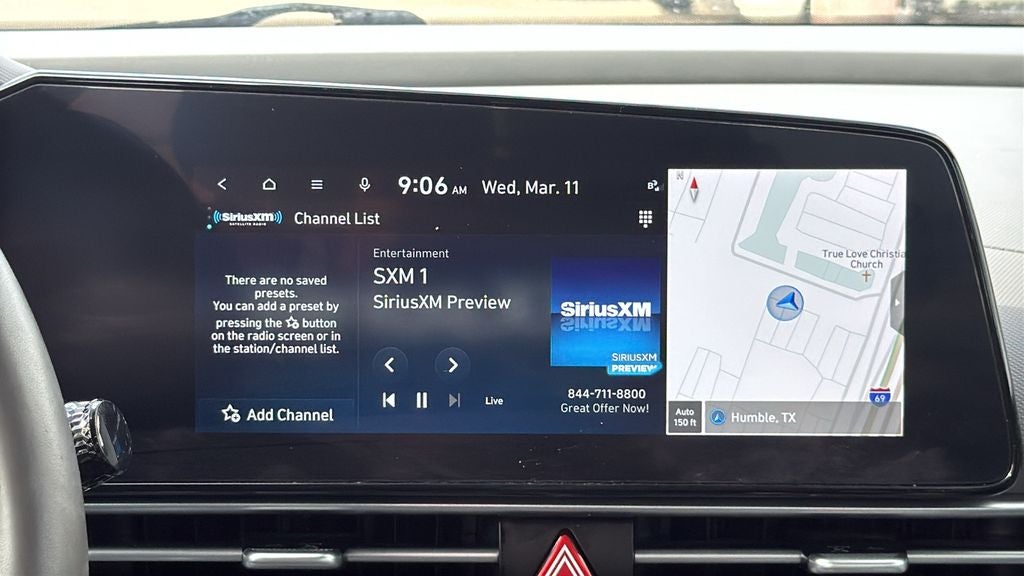 9:06 AM Wed, Mar. 11
SiriusXM
SATELLITE RADIO
Channel List
There are no saved
presets.
You can add a preset by
pressing the button
on the radio screen or in
the station/channel list.
Add Channel
Entertainment
SXM 1
SiriusXM Preview
Live
SiriusXM
SIRIUSXM
PREVIEW
844-711-8800
Great Offer Now!
N
True Love Christia
Church
69
Auto
150 ft
Humble, TX